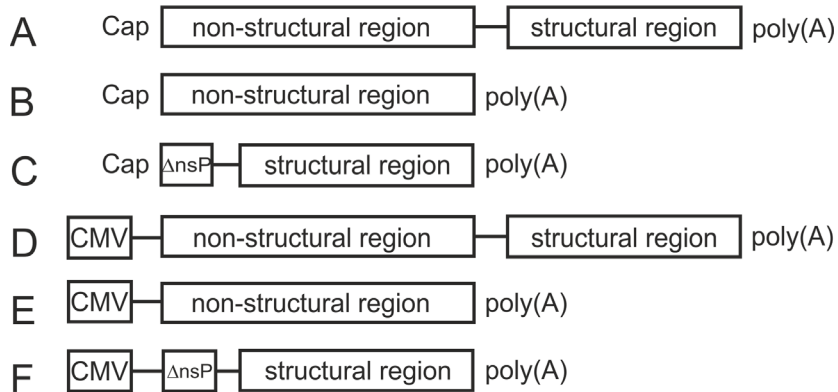 A Cap non-structural region structural region poly(A)
B Cap non-structural region poly(A)
C Cap ΔnsP structural region poly(A)
D CMV non-structural region structural region poly(A)
E CMV non-structural region poly(A)
F CMV ΔnsP structural region poly(A)